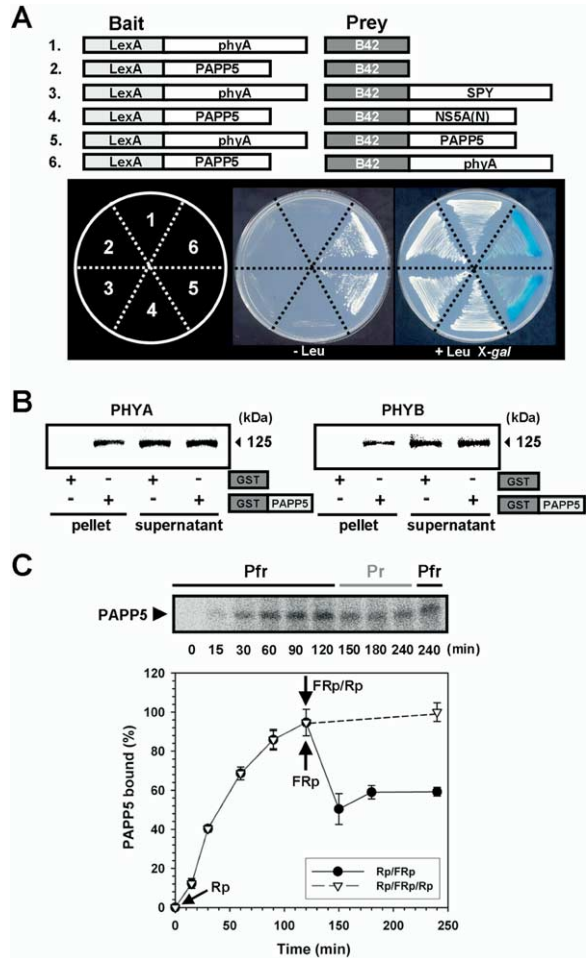 A
Bait Prey
1. LexA phyA B42
2. LexA PAPP5 B42
3. LexA phyA B42 SPY
4. LexA PAPP5 B42 NS5A(N)
5. LexA phyA B42 PAPP5
6. LexA PAPP5 B42 phyA
1
2 6
3 5
4
- Leu + Leu X-gal
B
PHYA (kDa) PHYB (kDa)
125 125
+ - + - GST + - + - GST
- + - + GST PAPP5 - + - + GST PAPP5
pellet supernatant pellet supernatant
C
Pfr Pr Pfr
PAPP5
0 15 30 60 90 120 150 180 240 240 (min)
120
100
80
60
40
20
0
PAPP5 bound (%)
FRp/Rp
FRp
Rp
Rp/FRp
Rp/FRp/Rp
0 50 100 150 200 250
Time (min)